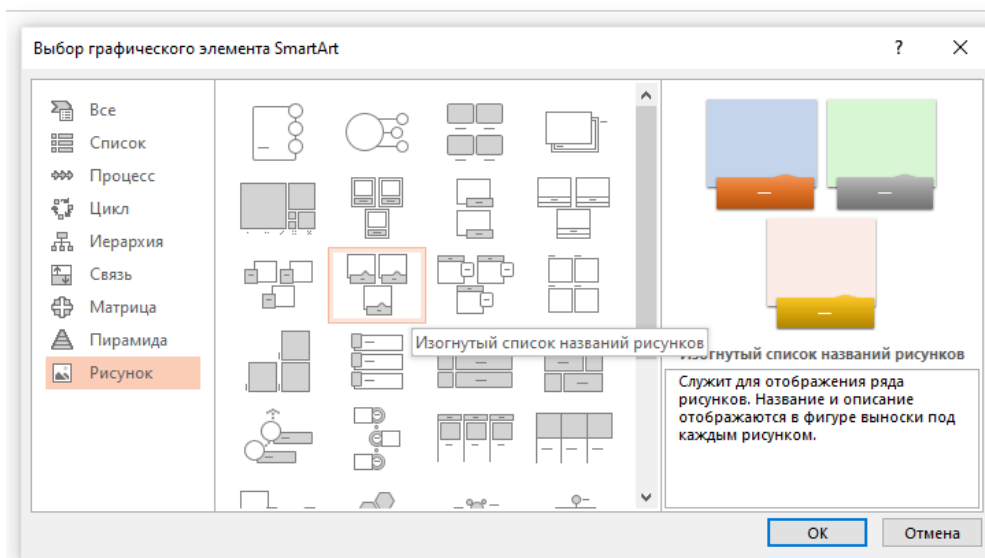 Выбор графического элемента SmartArt
?
Все
Список
Процесс
Цикл
Иерархия
Связь
Матрица
Пирамида
Рисунок
Изогнутый список названий рисунков
Изогнутый список названий рисунков
Служит для отображения ряда
рисунков. Название и описание
отображаются в фигуре выноски под
каждым рисунком.
ОК
Отмена